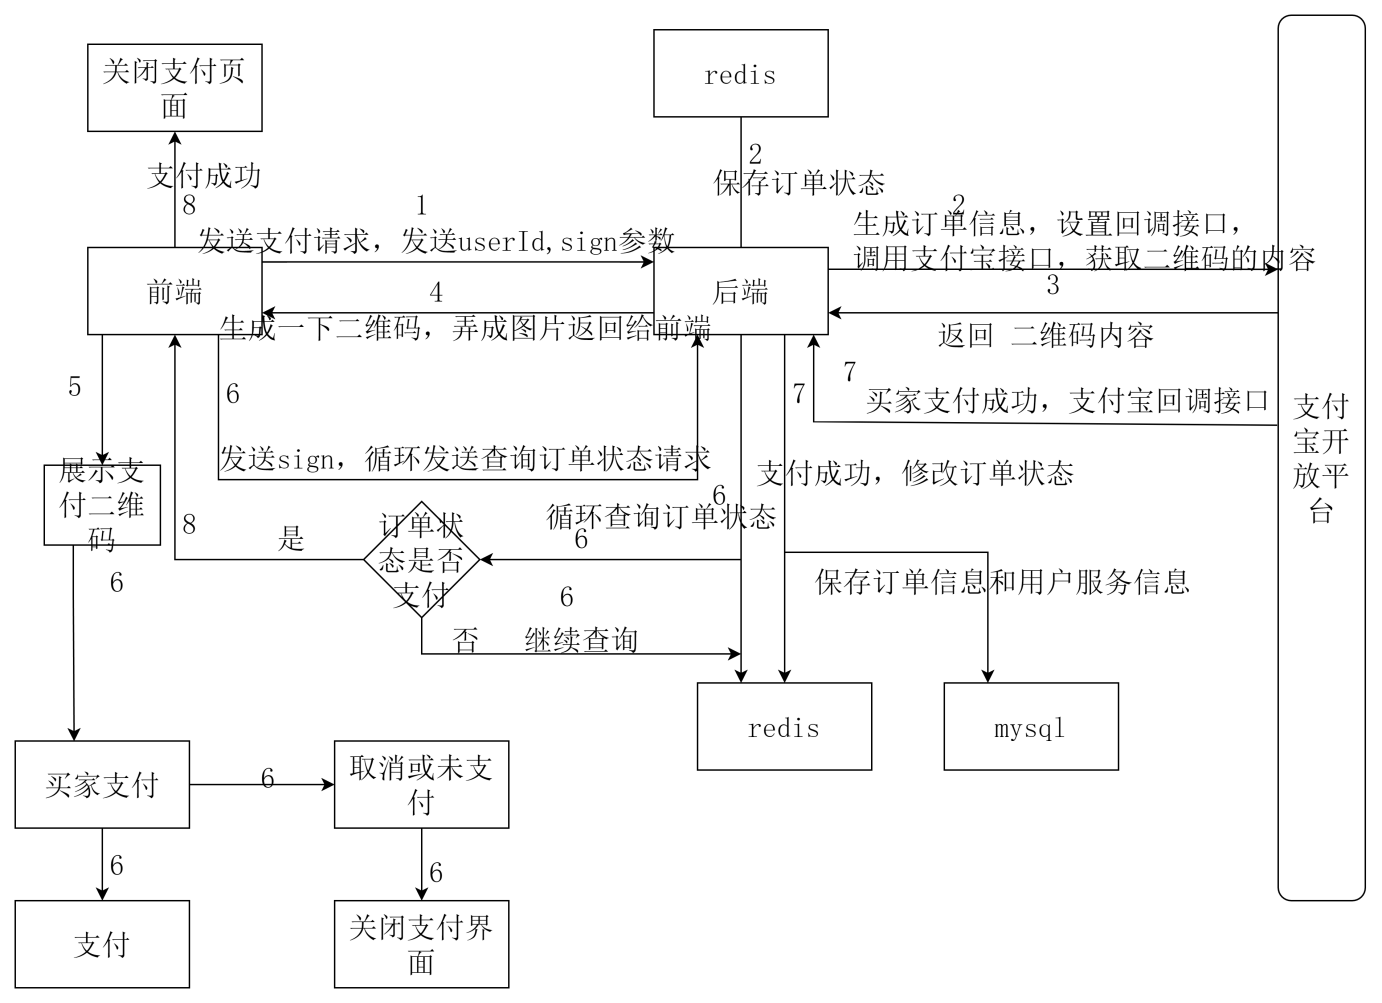 关闭支付页
面
redis
支付成功
8
2
保存订单状态
1
发送支付请求，发送userId,sign参数
2
生成订单信息，设置回调接口，
调用支付宝接口，获取二维码的内容
前端
后端
4
生成一下二维码，弄成图片返回给前端
3
返回 二维码内容
5
6
7
7
买家支付成功，支付宝回调接口
支付
宝开
放平
台
展示支
付二维
码
发送sign，循环发送查询订单状态请求
支付成功，修改订单状态
6
循环查询订单状态
8
是
订单状
态是否
支付
6
6
6
保存订单信息和用户服务信息
否
继续查询
redis
mysql
买家支付
6
取消或未支
付
6
6
支付
关闭支付界
面